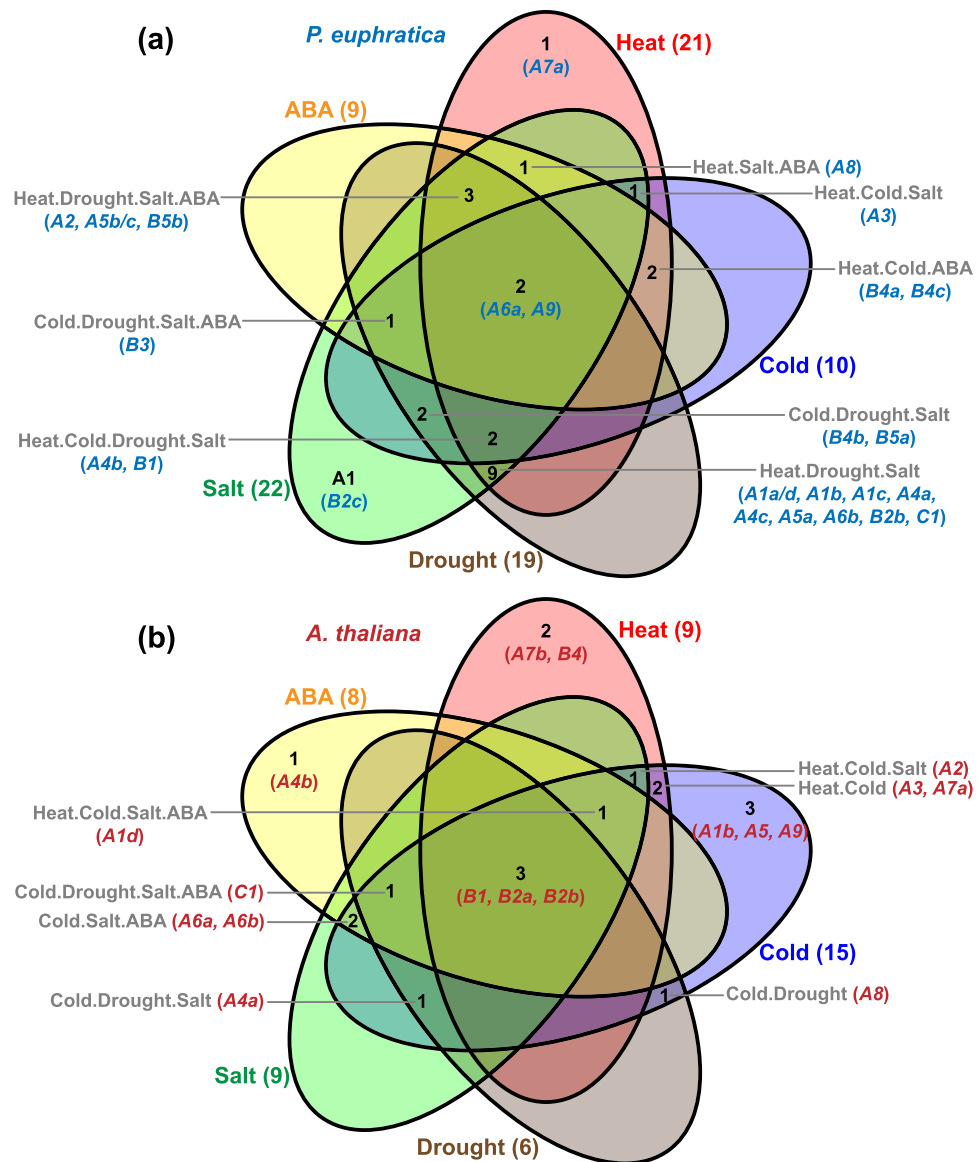 (a)
P. euphratica
1
(A7a)
Heat (21)
ABA (9)
1
Heat.Salt.ABA (A8)
Heat.Drought.Salt.ABA
(A2, A5b/c, B5b)
3
1
Heat.Cold.Salt
(A3)
2
Heat.Cold.ABA
(B4a, B4c)
2
(A6a, A9)
Cold.Drought.Salt.ABA
(B3)
1
Cold (10)
2
Cold.Drought.Salt
(B4b, B5a)
Heat.Cold.Drought.Salt
(A4b, B1)
2
9
Heat.Drought.Salt
(A1a/d, A1b, A1c, A4a,
A4c, A5a, A6b, B2b, C1)
Salt (22)
A1
(B2c)
Drought (19)
(b)
A. thaliana
2
(A7b, B4)
Heat (9)
ABA (8)
1
(A4b)
1
Heat.Cold.Salt (A2)
2
Heat.Cold (A3, A7a)
3
(A1b, A5, A9)
Heat.Cold.Salt.ABA
(A1d)
1
3
(B1, B2a, B2b)
Cold.Drought.Salt.ABA (C1)
1
Cold.Salt.ABA (A6a, A6b)
2
Cold (15)
Cold.Drought.Salt (A4a)
1
1
Cold.Drought (A8)
Salt (9)
Drought (6)